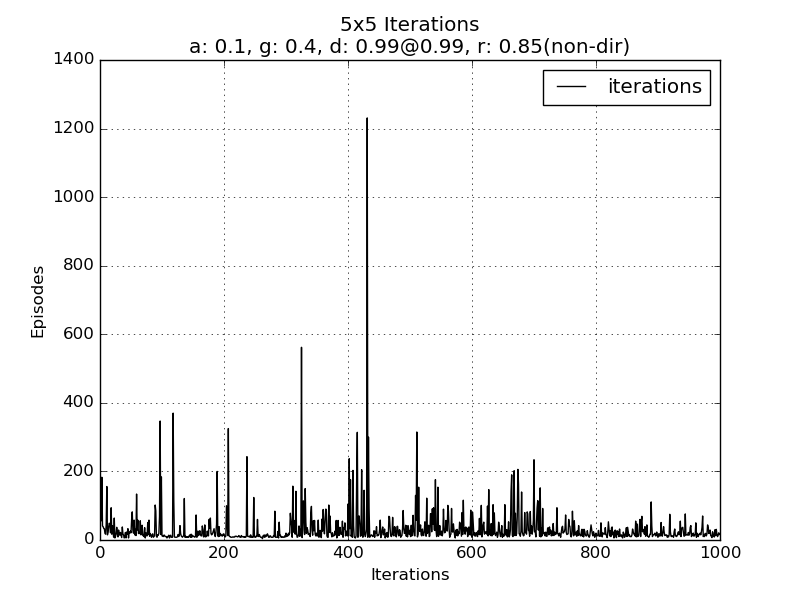 5x5 Iterations
a: 0.1, g: 0.4, d: 0.99@0.99, r: 0.85(non-dir)
iterations
1400
1200
1000
800
600
400
200
0
Episodes
0 200 400 600 800 1000
Iterations